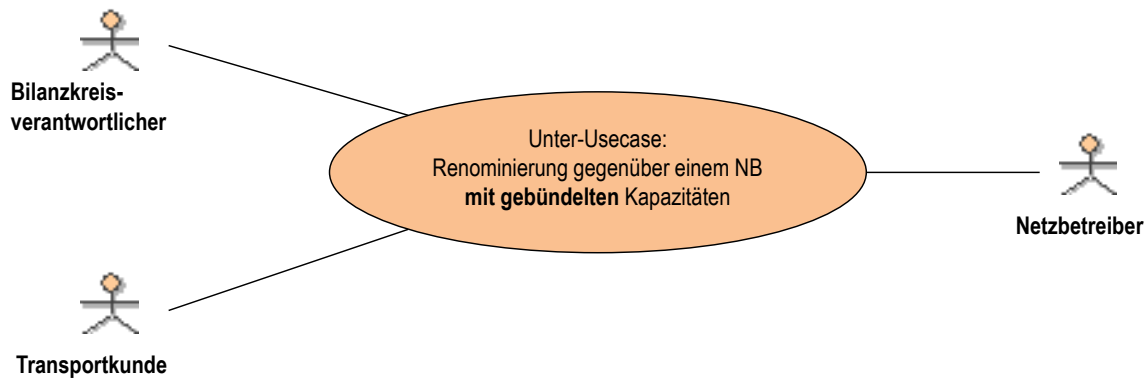 Bilanzkreis-
verantwortlicher
Unter-Usecase:
Renominierung gegenüber einem NB
mit gebündelten Kapazitäten
Netzbetreiber
Transportkunde